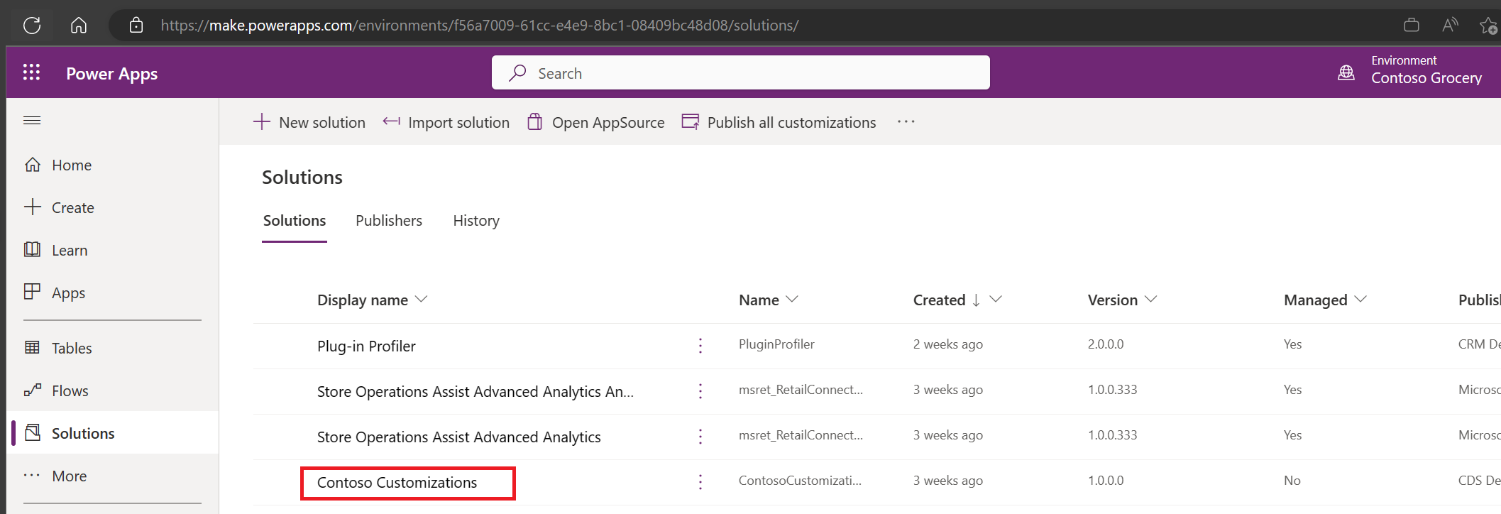 https://make.powerapps.com/environments/f56a7009-61cc-e4e9-8bc1-08409bc48d08/solutions/
Power Apps
Search
Environment
Contoso Grocery
New solution
Import solution
Open AppSource
Publish all customizations
Home
Create
Learn
Apps
Tables
Flows
Solutions
More
Solutions
Solutions Publishers History
Display name Name Created Version Managed Publis
Plug-in Profiler PluginProfiler 2 weeks ago 2.0.0.0 Yes CRM De
Store Operations Assist Advanced Analytics An... msret_RetailConnect... 3 weeks ago 1.0.0.333 Yes Microso
Store Operations Assist Advanced Analytics msret_RetailConnect... 3 weeks ago 1.0.0.333 Yes Microso
Contoso Customizations ContosoCustomizati... 3 weeks ago 1.0.0.0 No CDS De